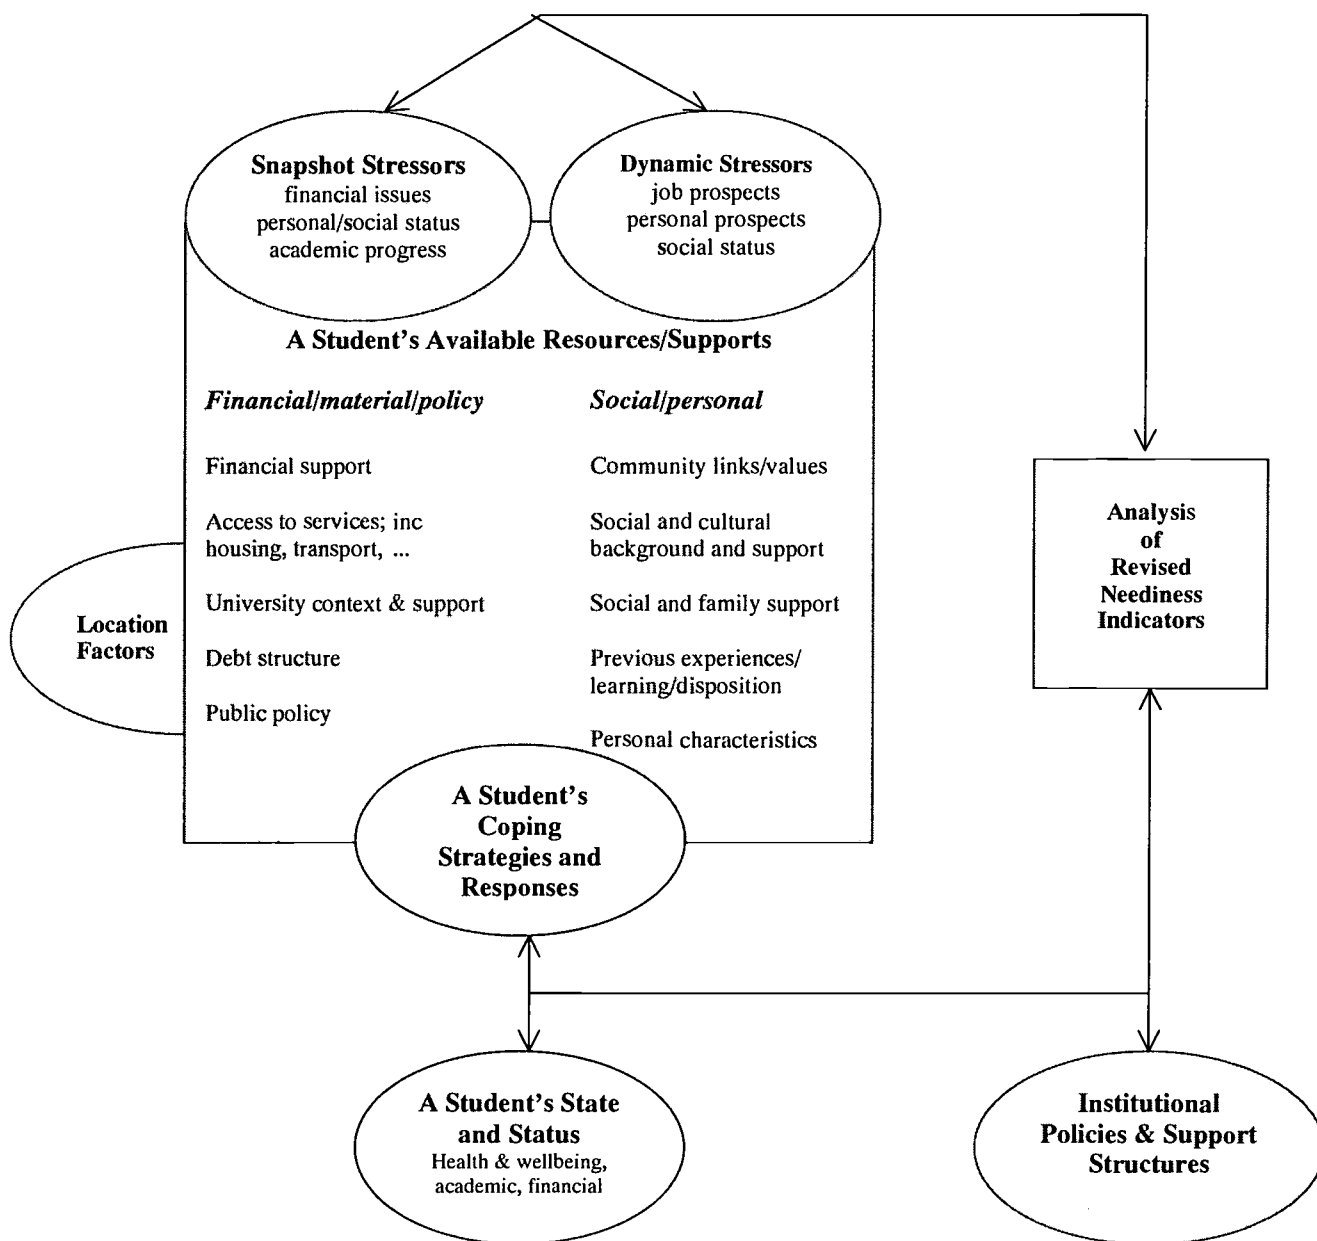 Snapshot Stressors
financial issues
personal/social status
academic progress
Dynamic Stressors
job prospects
personal prospects
social status
A Student's Available Resources/Supports
Financial/material/policy
Financial support
Access to services; inc
housing, transport, ...
University context & support
Debt structure
Public policy
Social/personal
Community links/values
Social and cultural
background and support
Social and family support
Previous experiences/
learning/disposition
Personal characteristics
Location
Factors
Analysis
of
Revised
Neediness
Indicators
A Student's
Coping
Strategies and
Responses
A Student's State
and Status
Health & wellbeing,
academic, financial
Institutional
Policies & Support
Structures